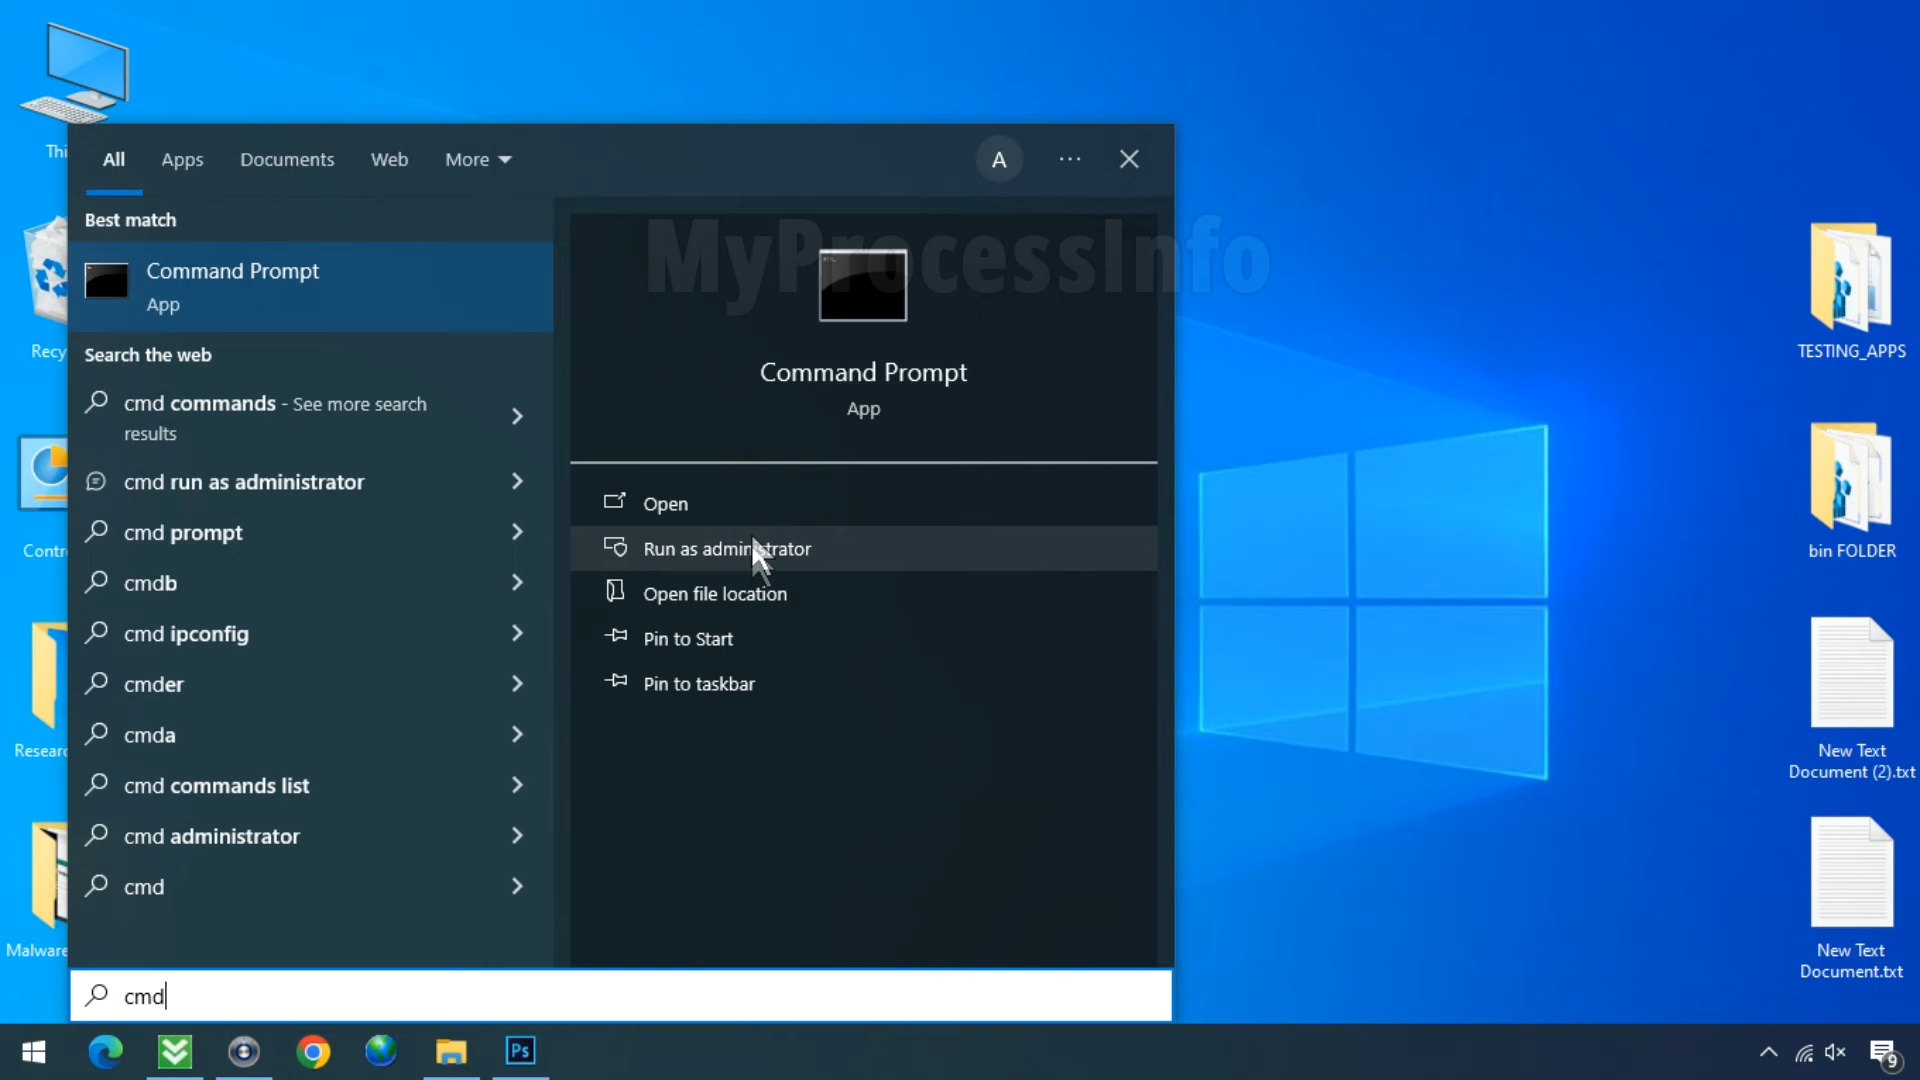 Thi
Recy
Contr
Researc
Malware
All
Apps
Documents
Web
More
A
Best match
Command Prompt
App
Search the web
cmd commands - See more search
results
cmd run as administrator
cmd prompt
cmdb
cmd ipconfig
cmder
cmda
cmd commands list
cmd administrator
cmd
MyProcessInfo
Command Prompt
App
Open
Run as administrator
Open file location
Pin to Start
Pin to taskbar
cmd
TESTING_APPS
bin FOLDER
New Text
Document (2).txt
New Text
Document.txt
Ps
9